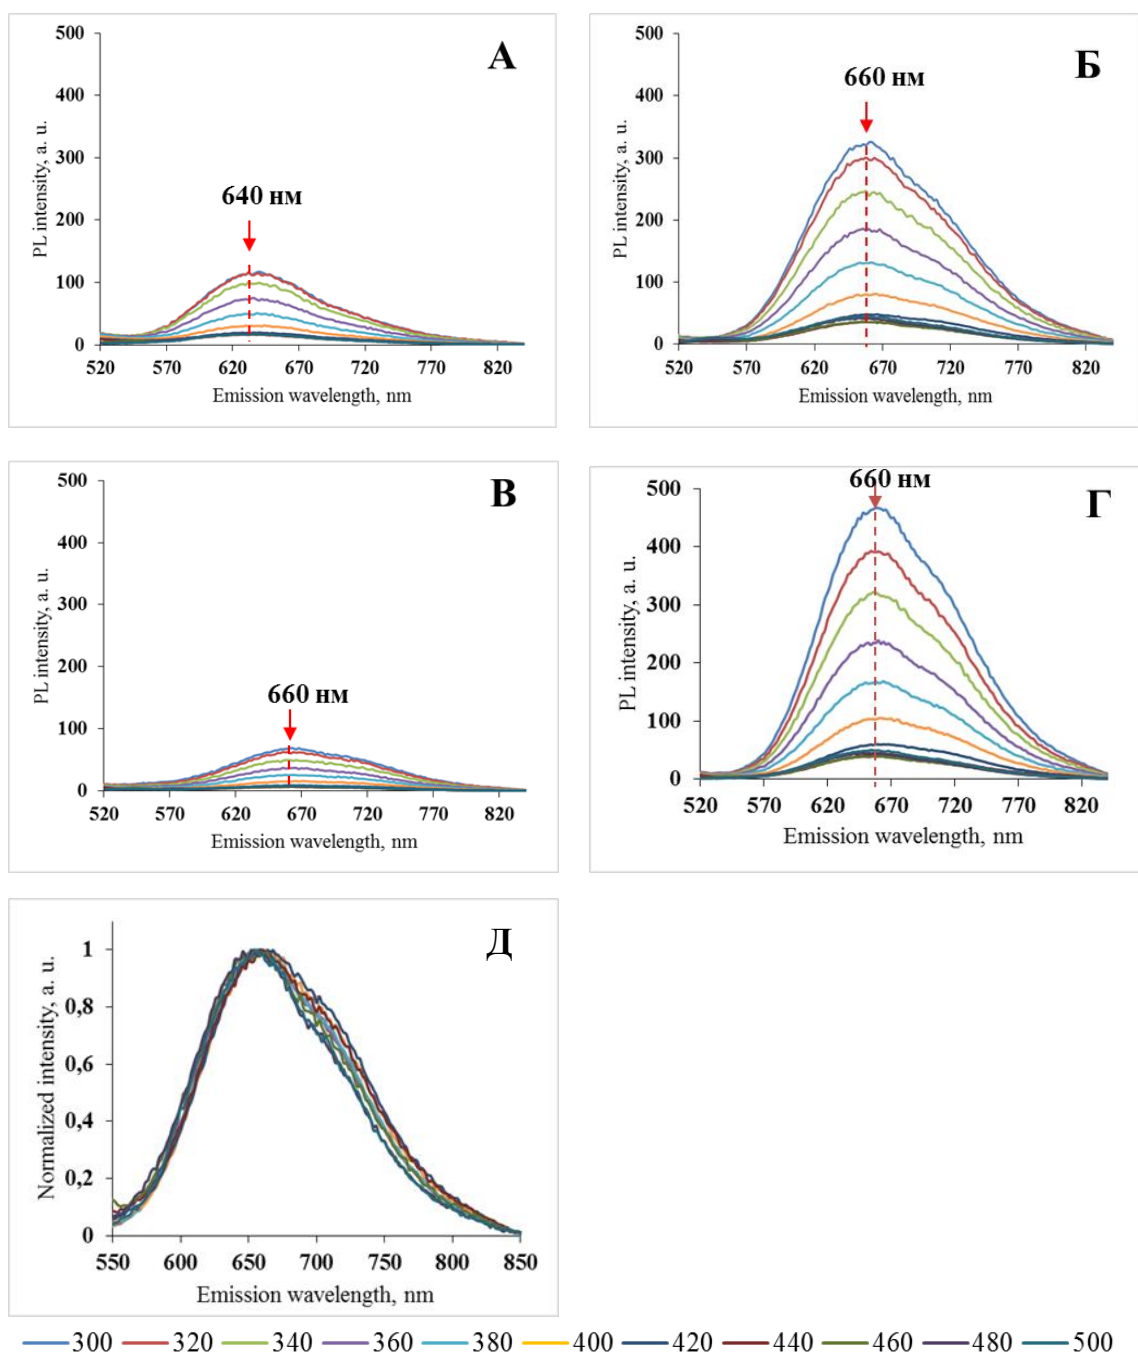 А
500
400
300
200
100
0
640 нм
PL intensity, a. u.
520 570 620 670 720 770 820
Emission wavelength, nm
Б
500
400
300
200
100
0
660 нм
PL intensity, a. u.
520 570 620 670 720 770 820
Emission wavelength, nm
В
500
400
300
200
100
0
660 нм
PL intensity, a. u.
520 570 620 670 720 770 820
Emission wavelength, nm
Г
660 нм
500
400
300
200
100
0
PL intensity, a. u.
520 570 620 670 720 770 820
Emission wavelength, nm
Д
1
0,8
0,6
0,4
0,2
0
Normalized intensity, a. u.
550 600 650 700 750 800 850
Emission wavelength, nm
300 320 340 360 380 400 420 440 460 480 500